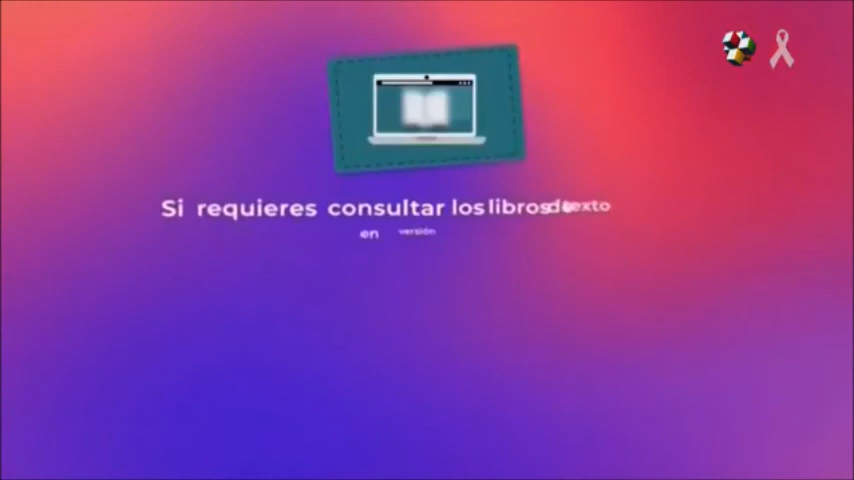 Si requieres consultar los libros de texto
en versión